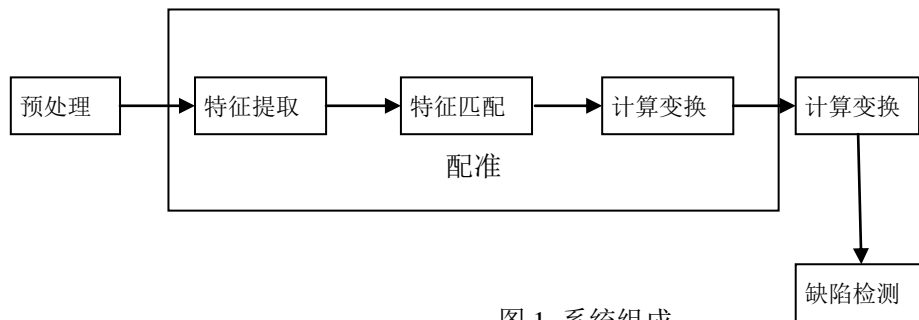 预处理
特征提取
特征匹配
计算变换
计算变换
配准
缺陷检测
图 1 系统组成